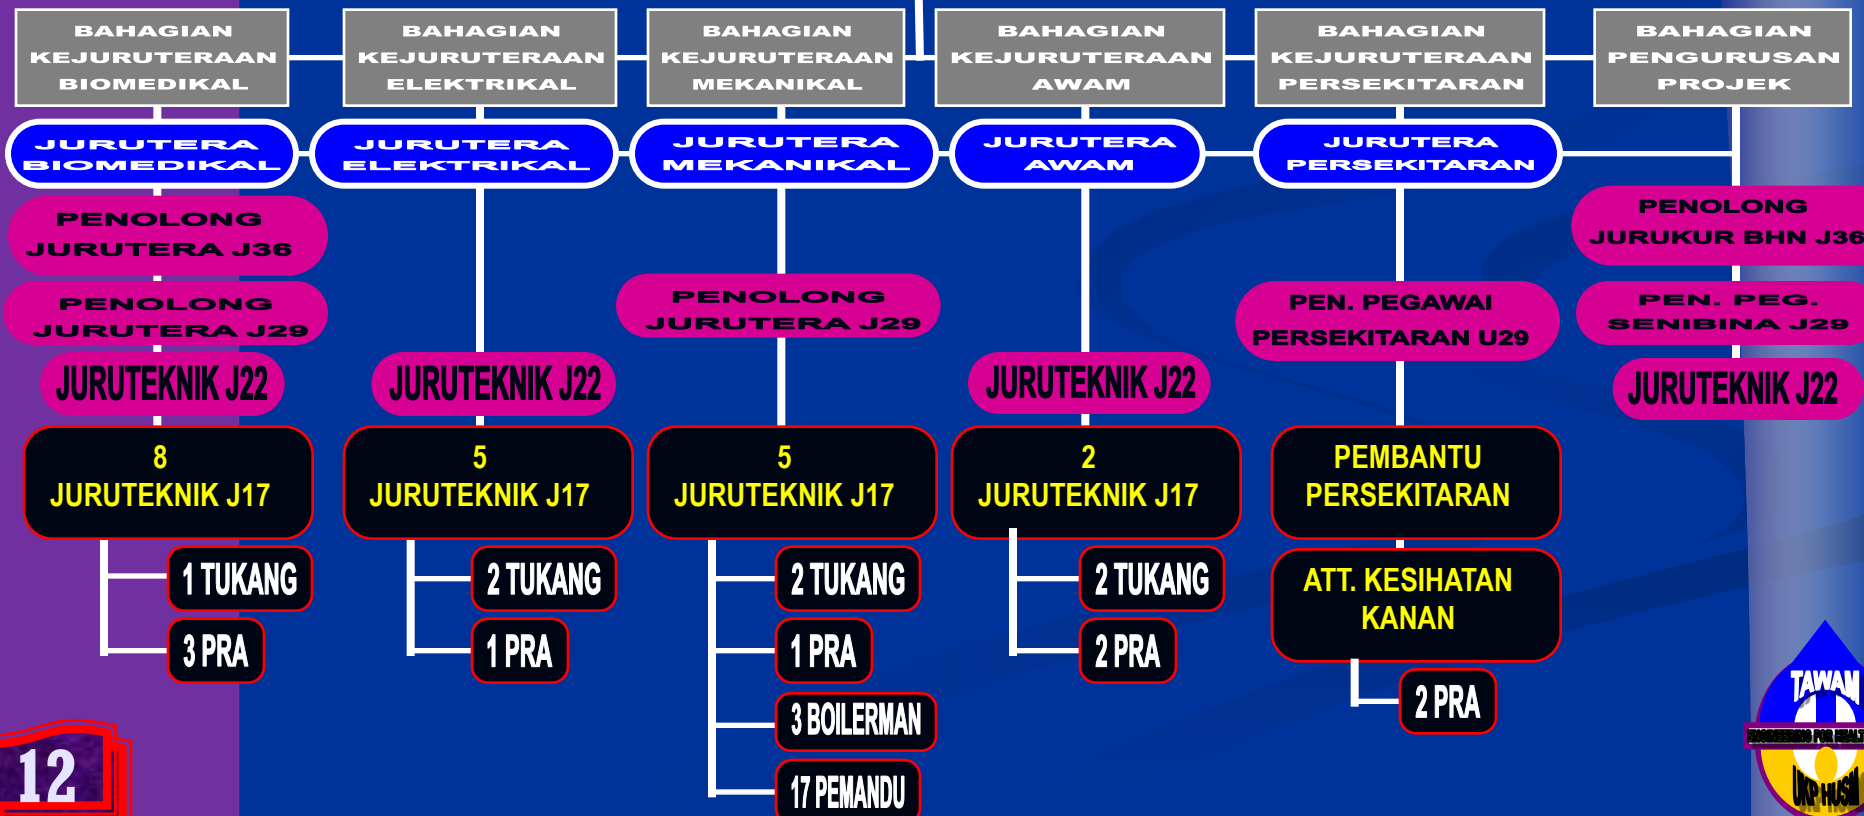 BAHAGIAN
KEJURUTERAAN
BIOMEDIKAL
BAHAGIAN
KEJURUTERAAN
ELEKTRIKAL
BAHAGIAN
KEJURUTERAAN
MEKANIKAL
BAHAGIAN
KEJURUTERAAN
AWAM
BAHAGIAN
KEJURUTERAAN
PERSEKITARAN
BAHAGIAN
PENGURUSAN
PROJEK
JURUTERA
BIOMEDIKAL
JURUTERA
ELEKTRIKAL
JURUTERA
MEKANIKAL
JURUTERA
AWAM
JURUTERA
PERSEKITARAN
PENOLONG
JURUTERA J36
PENOLONG
JURUKUR BHN J36
PENOLONG
JURUTERA J29
PENOLONG
JURUTERA J29
PEN. PEGAWAI
PERSEKITARAN U29
PEN. PEG.
SENIBINA J29
JURUTEKNIK J22
JURUTEKNIK J22
JURUTEKNIK J22
JURUTEKNIK J22
8
JURUTEKNIK J17
5
JURUTEKNIK J17
5
JURUTEKNIK J17
2
JURUTEKNIK J17
PEMBANTU
PERSEKITARAN
1 TUKANG
2 TUKANG
2 TUKANG
2 TUKANG
ATT. KESIHATAN
KANAN
3 PRA
1 PRA
1 PRA
2 PRA
2 PRA
3 BOILERMAN
17 PEMANDU
12
TAWAM
UKP HUSM